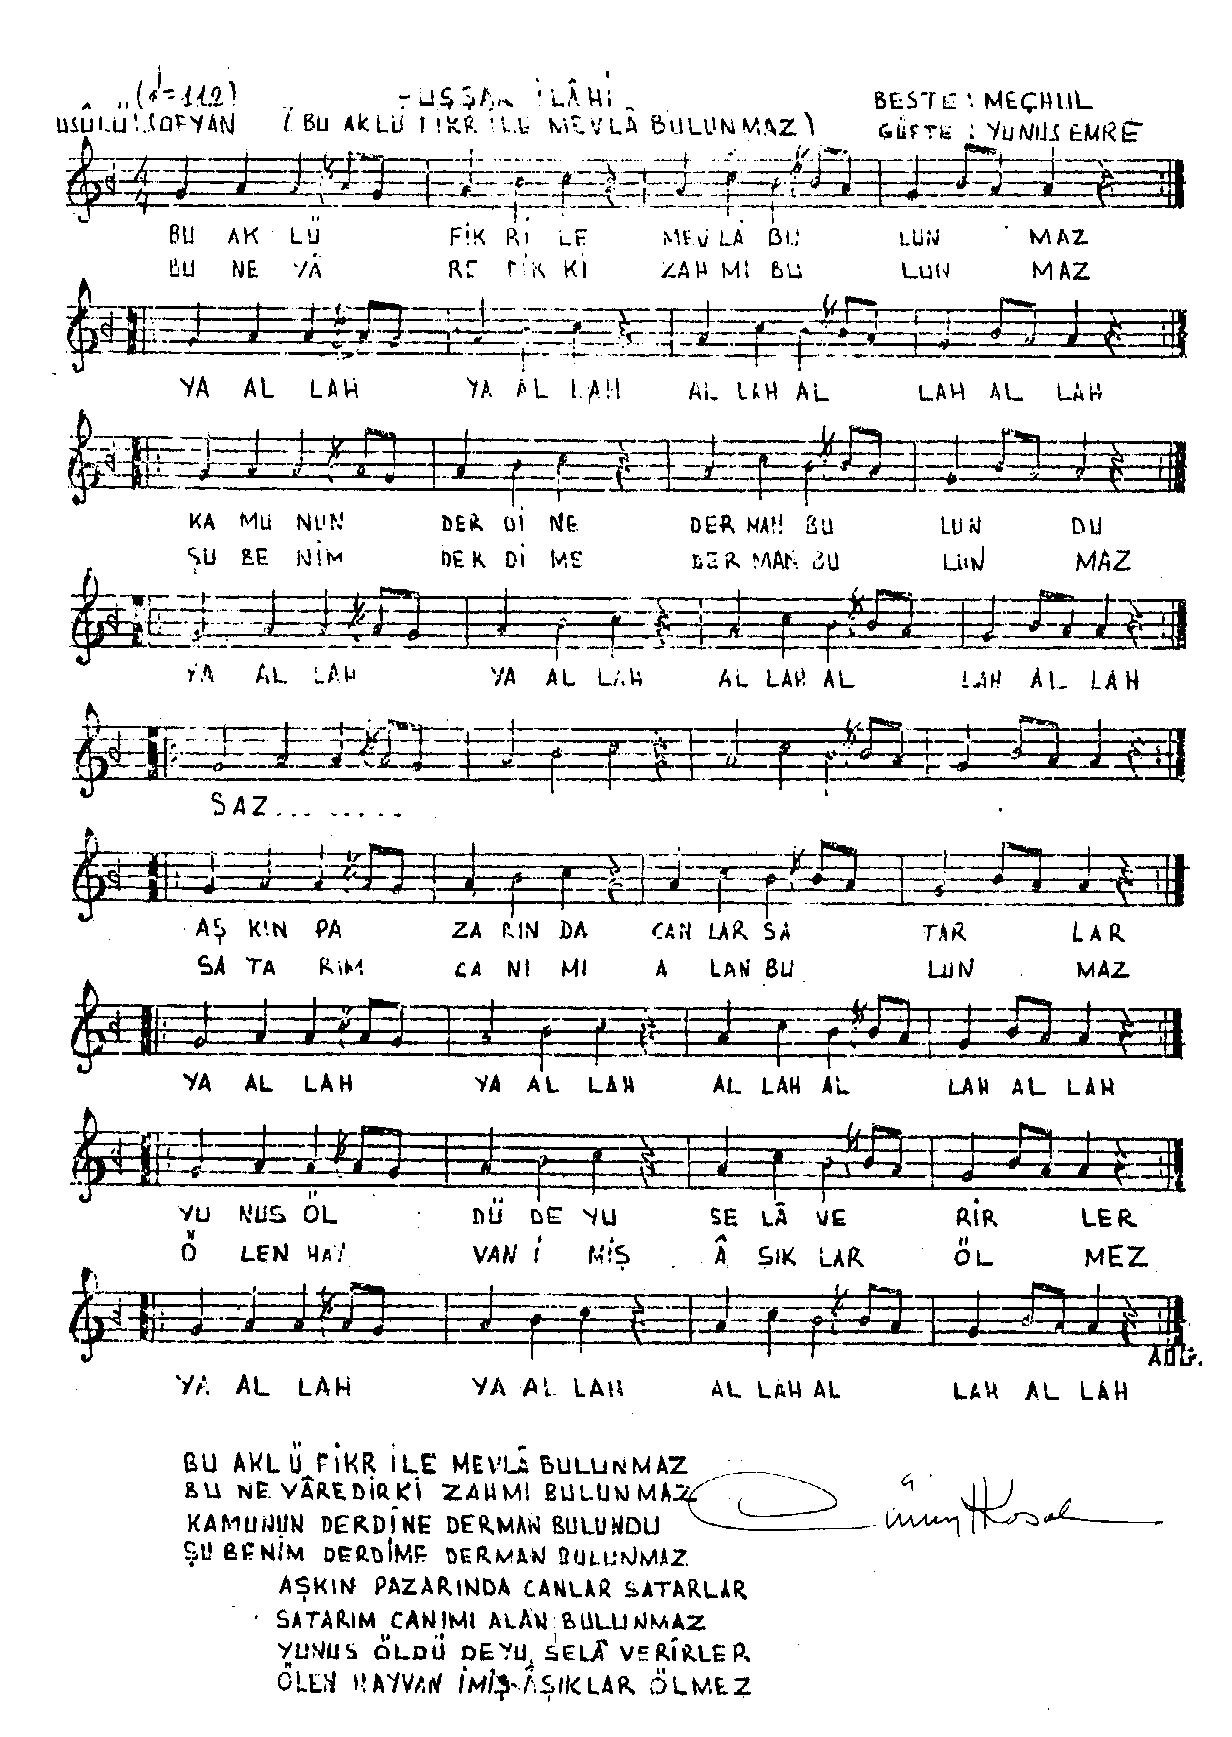 (♩=112)
UŞŞAK İLÂHİ
BESTE : MEÇHUL
USÛLÜ : SOFYAN
(BU AKLÜ FİKR İLE MEVLÂ BULUNMAZ)
GÜFTE : YUNUS EMRE
BU AK LÜ FİK Rİ LE MEVLÂ BU LUN MAZ
BU NE YÂ RE DİR Kİ ZAH MI BU LUN MAZ
YA AL LAH YA AL LAH AL LAH AL LAH AL LAH
KA MU NUN DER Dİ NE DER MAN BU LUN DU
ŞU BE NİM DER Dİ ME DER MAN BU LUN MAZ
YA AL LAH YA AL LAH AL LAH AL LAH AL LAH
SAZ.........
AŞ KIN PA ZA RIN DA CAN LAR SA TAR LAR
SA TA RIM CA NI MI A LAN BU LUN MAZ
YA AL LAH YA AL LAH AL LAH AL LAH AL LAH
YU NUS ÖL DÜ DE YU SE LÂ VE RİR LER
Ö LEN HAY VAN İ MİŞ Â ŞIK LAR ÖL MEZ
YA AL LAH YA AL LAH AL LAH AL LAH AL LAH
BU AKLÜ FİKR İLE MEVLÂ BULUNMAZ
BU NE YÂREDİR Kİ ZAHMI BULUNMAZ
KAMUNUN DERDİNE DERMAN BULUNDU
ŞU BENİM DERDİME DERMAN BULUNMAZ
AŞKIN PAZARINDA CANLAR SATARLAR
SATARIM CANIMI ALAN BULUNMAZ
YUNUS ÖLDÜ DEYU SELÂ VERİRLER
ÖLEN HAYVAN İMİŞ ÂŞIKLAR ÖLMEZ